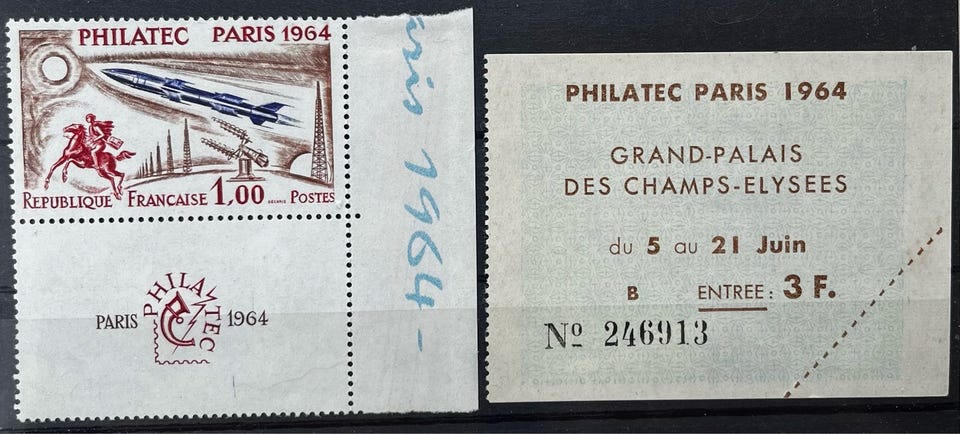 PHILATEC PARIS 1964
REPUBLIQUE FRANCAISE 1,00 POSTES
PARIS PHILATEC 1964
1964-
PHILATEC PARIS 1964
GRAND-PALAIS
DES CHAMPS-ELYSEES
du 5 au 21 Juin
B ENTREE: 3 F.
Nº 246913